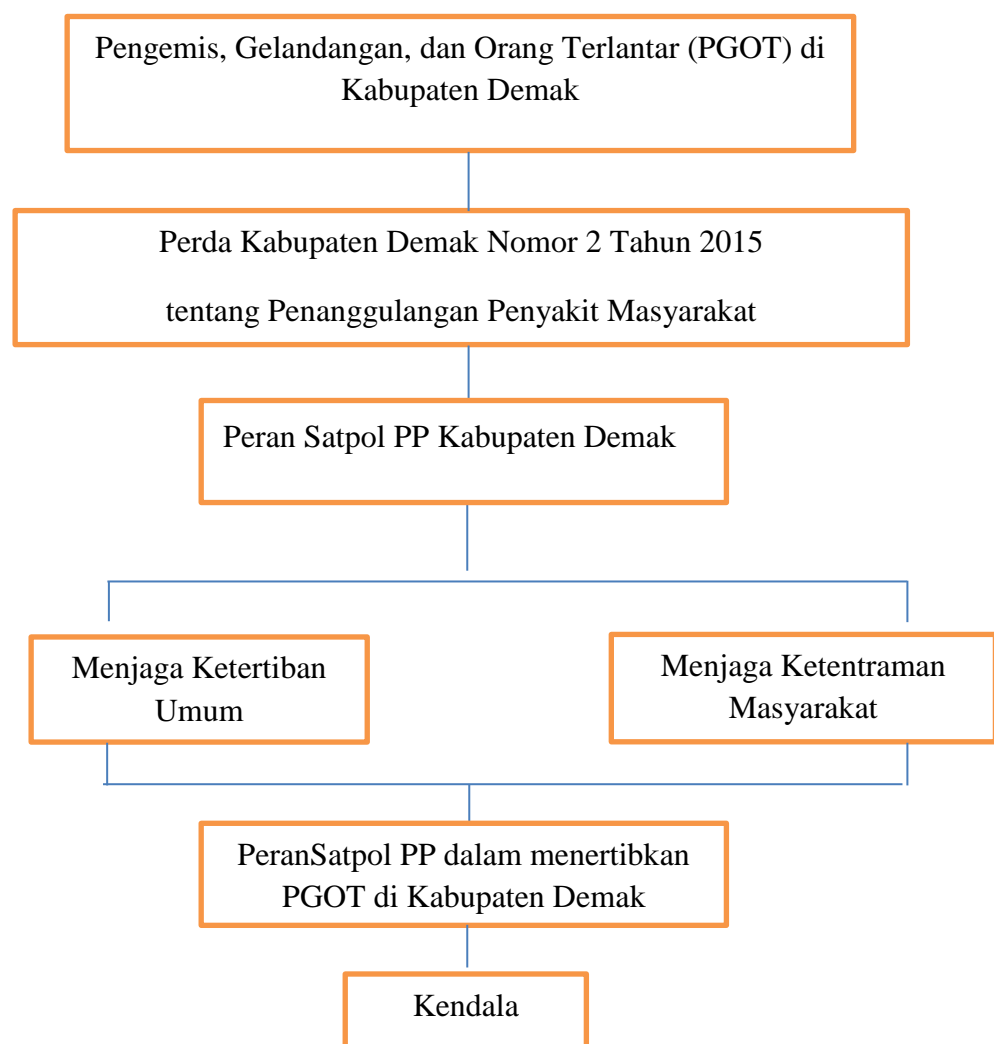 Pengemis, Gelandangan, dan Orang Terlantar (PGOT) di
Kabupaten Demak
Perda Kabupaten Demak Nomor 2 Tahun 2015
tentang Penanggulangan Penyakit Masyarakat
Peran Satpol PP Kabupaten Demak
Menjaga Ketertiban
Umum
Menjaga Ketentraman
Masyarakat
PeranSatpol PP dalam menertibkan
PGOT di Kabupaten Demak
Kendala